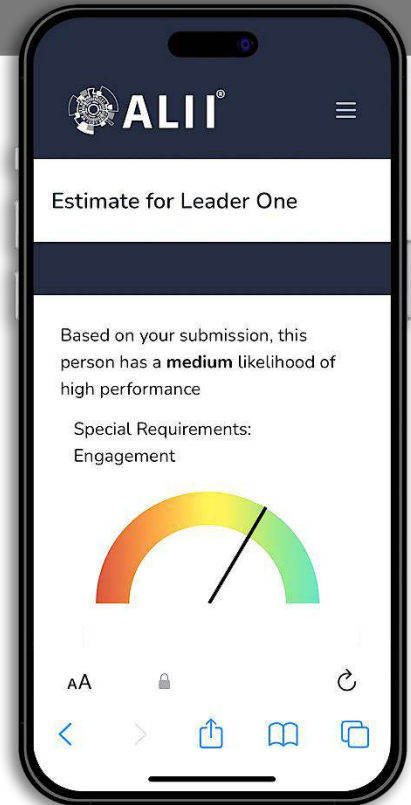 ALII®
Estimate for Leader One
Based on your submission, this
person has a medium likelihood of
high performance
Special Requirements:
Engagement
AA